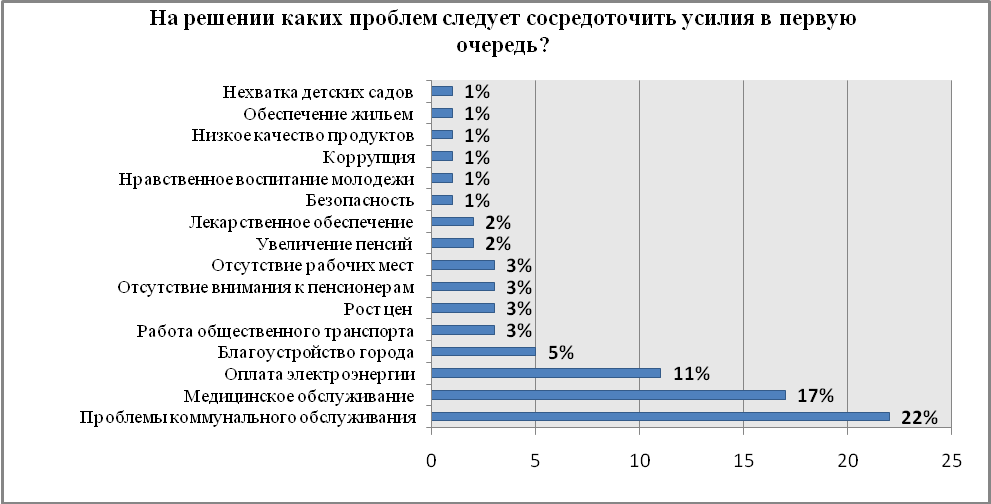 На решении каких проблем следует сосредоточить усилия в первую
очередь?
Нехватка детских садов 1%
Обеспечение жильем 1%
Низкое качество продуктов 1%
Коррупция 1%
Нравственное воспитание молодежи 1%
Безопасность 1%
Лекарственное обеспечение 2%
Увеличение пенсий 2%
Отсутствие рабочих мест 3%
Отсутствие внимания к пенсионерам 3%
Рост цен 3%
Работа общественного транспорта 3%
Благоустройство города 5%
Оплата электроэнергии 11%
Медицинское обслуживание 17%
Проблемы коммунального обслуживания 22%
0 5 10 15 20 25